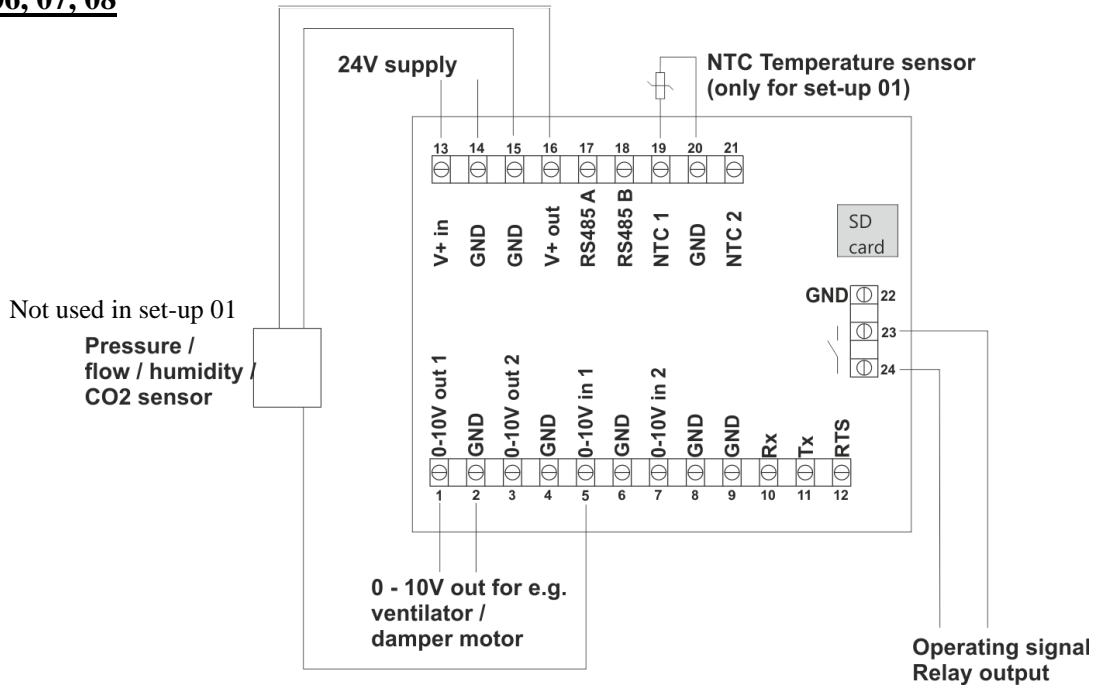 06, 07, 08
24V supply
NTC Temperature sensor
(only for set-up 01)
13 14 15 16 17 18 19 20 21
V+ in GND GND V+ out RS485 A RS485 B NTC 1 GND NTC 2
SD
card
GND 22
23
24
Not used in set-up 01
Pressure /
flow / humidity /
CO2 sensor
0-10V out 1 GND 0-10V out 2 GND 0-10V in 1 GND 0-10V in 2 GND GND Rx Tx RTS
1 2 3 4 5 6 7 8 9 10 11 12
0 - 10V out for e.g.
ventilator /
damper motor
Operating signal
Relay output